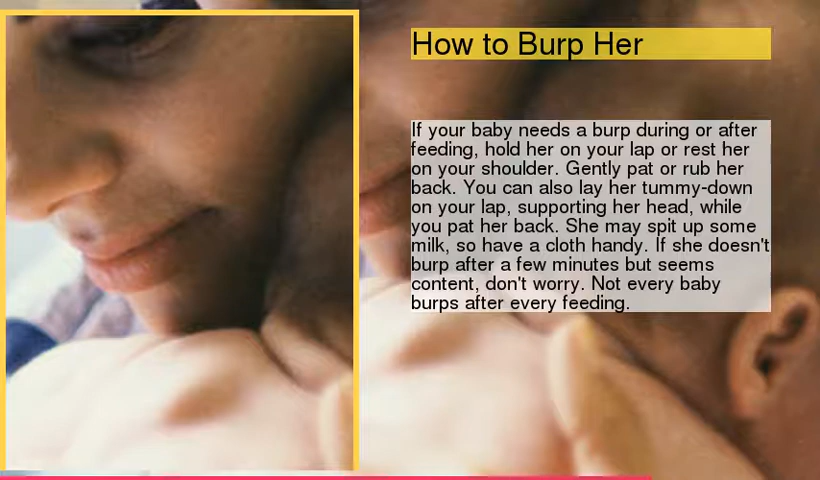 How to Burp Her
If your baby needs a burp during or after
feeding, hold her on your lap or rest her
on your shoulder. Gently pat or rub her
back. You can also lay her tummy-down
on your lap, supporting her head, while
you pat her back. She may spit up some
milk, so have a cloth handy. If she doesn't
burp after a few minutes but seems
content, don't worry. Not every baby
burps after every feeding.